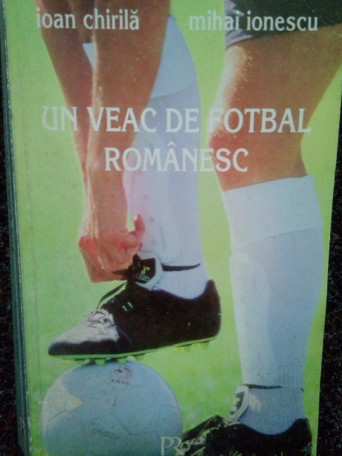 ioan chirilă mihai ionescu
UN VEAC DE FOTBAL
ROMÂNESC